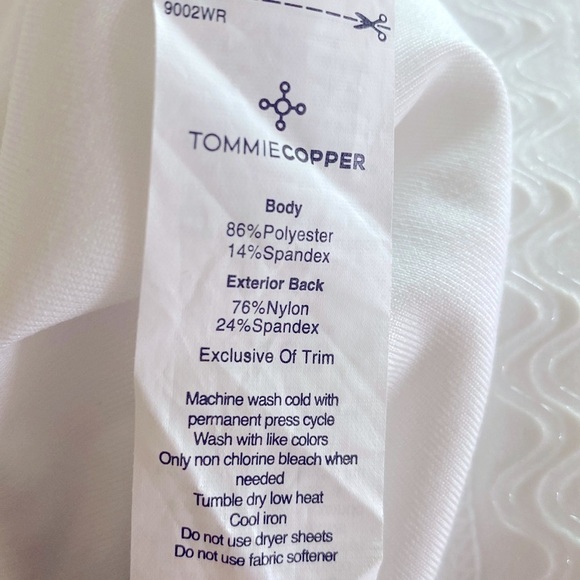 9002WR
TOMMIECOPPER
Body
86%Polyester
14%Spandex
Exterior Back
76%Nylon
24%Spandex
Exclusive Of Trim
Machine wash cold with
permanent press cycle
Wash with like colors
Only non chlorine bleach when
needed
Tumble dry low heat
Cool iron
Do not use dryer sheets
Do not use fabric softener